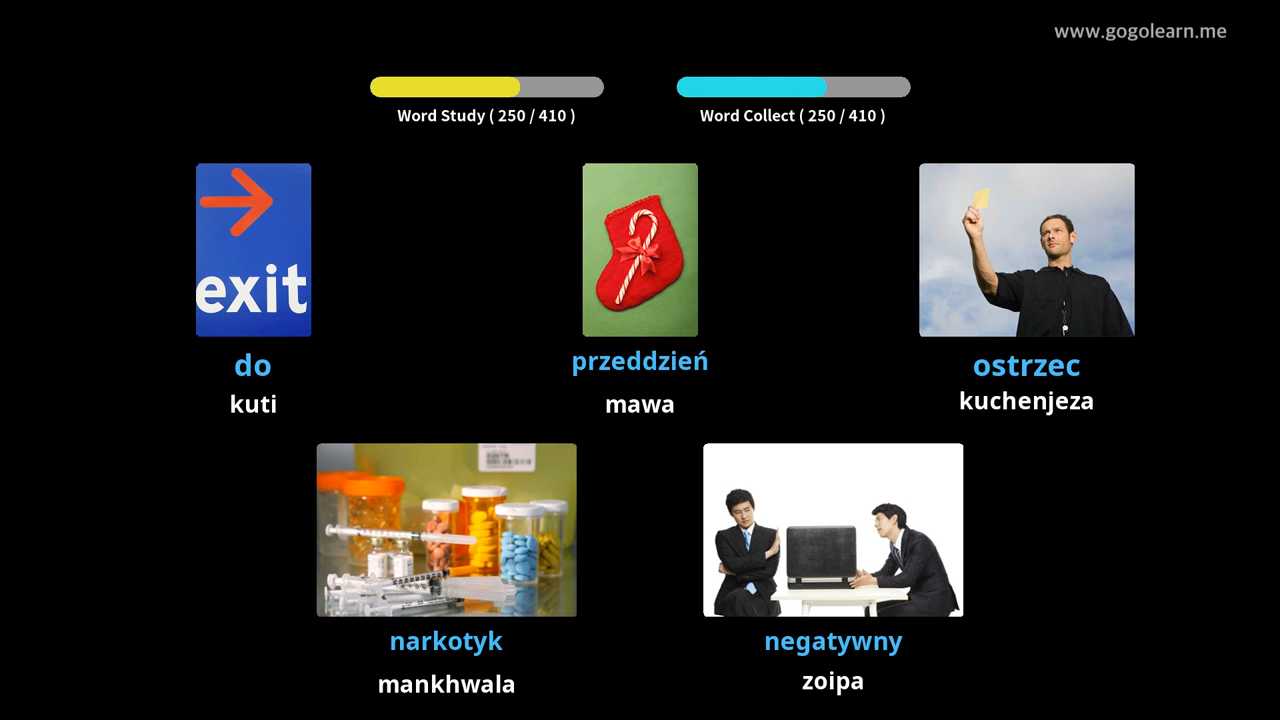 www.gogolearn.me
Word Study ( 250 / 410 )
Word Collect ( 250 / 410 )
exit
do
kuti
przeddzień
mawa
ostrzec
kuchenjeza
narkotyk
mankhwala
negatywny
zoipa